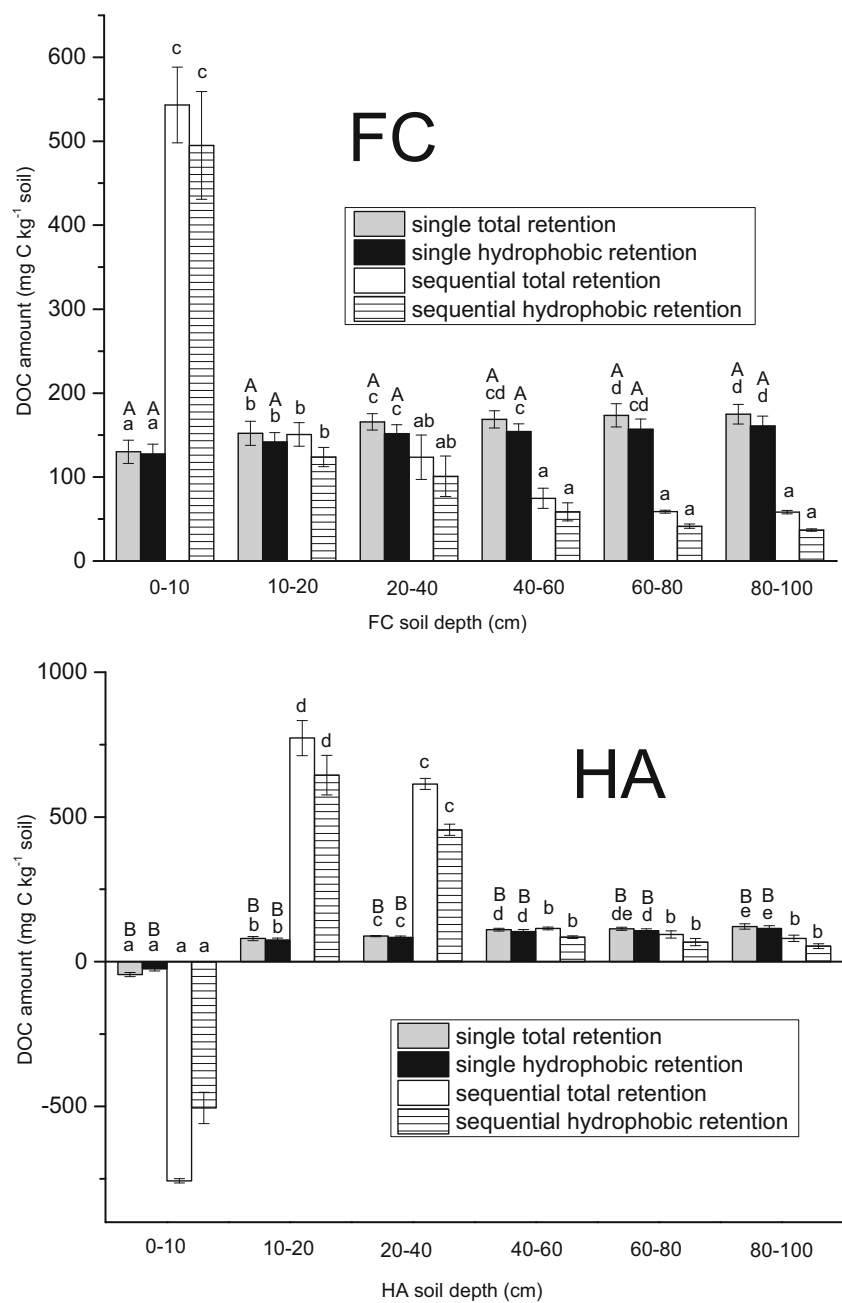 600
500
400
300
200
100
0
DOC amount (mg C kg⁻¹ soil)
FC
single total retention
single hydrophobic retention
sequential total retention
sequential hydrophobic retention
c c
A A A A A A A A A A A A
a a b b b b c c ab ab cd c a a d cd a a d d a a
0-10 10-20 20-40 40-60 60-80 80-100
FC soil depth (cm)
1000
500
0
-500
DOC amount (mg C kg⁻¹ soil)
HA
d d c c
B B B B B B B B B B B B
a a a a b b c c d d b b de d b b e e b b
single total retention
single hydrophobic retention
sequential total retention
sequential hydrophobic retention
0-10 10-20 20-40 40-60 60-80 80-100
HA soil depth (cm)